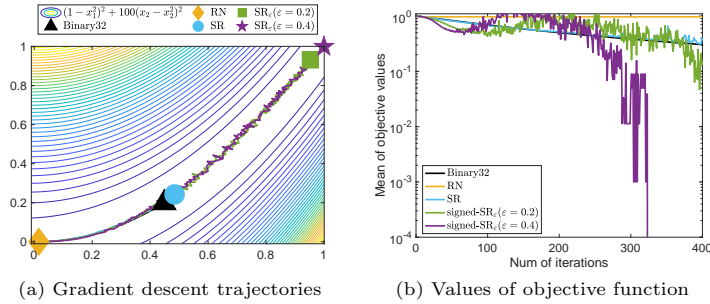 (1 − x₁²)² + 100(x₂ − x₂²)² RN SRε(ε = 0.2)
Binary32 SR SRε(ε = 0.4)
1
0.8
0.6
0.4
0.2
0
0 0.2 0.4 0.6 0.8 1
(a) Gradient descent trajectories
Mean of objective values
10⁰
10⁻¹
10⁻²
10⁻³
10⁻⁴
Binary32
RN
SR
signed-SRε(ε = 0.2)
signed-SRε(ε = 0.4)
0 100 200 300 400
Num of iterations
(b) Values of objective function